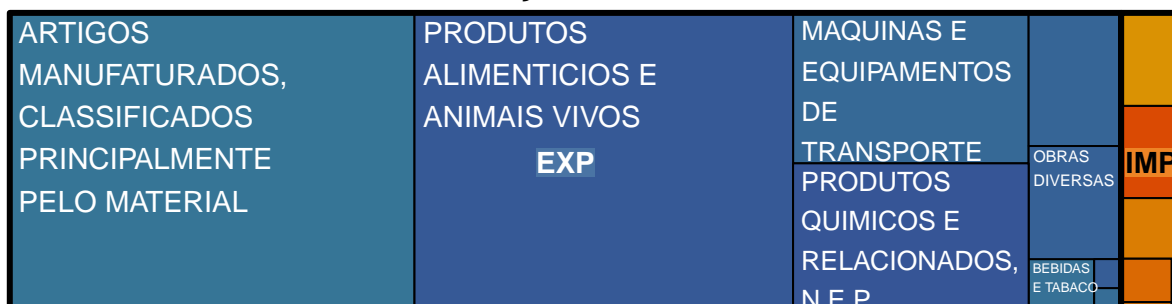 ARTIGOS
MANUFATURADOS,
CLASSIFICADOS
PRINCIPALMENTE
PELO MATERIAL
PRODUTOS
ALIMENTICIOS E
ANIMAIS VIVOS
EXP
MAQUINAS E
EQUIPAMENTOS
DE
TRANSPORTE
PRODUTOS
QUIMICOS E
RELACIONADOS,
N.E.P
OBRAS
DIVERSAS
BEBIDAS
E TABACO
IMP